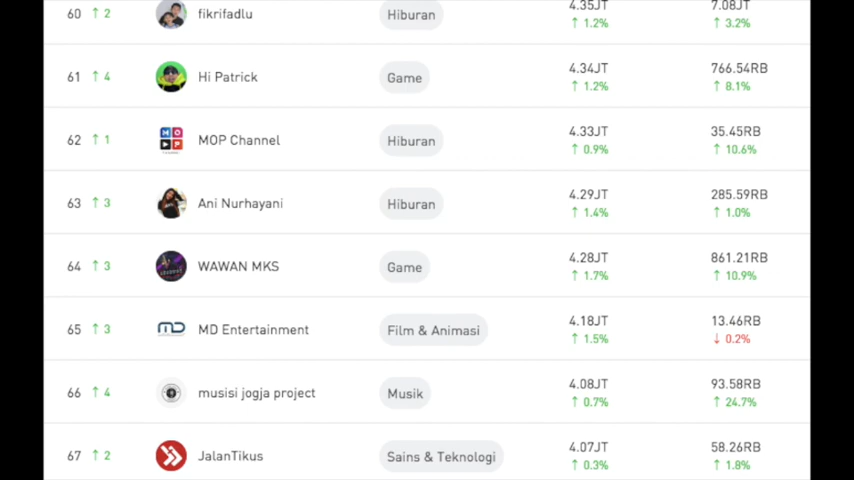 60 ↑ 2 fikrifadlu Hiburan 4.35JT 7.08JT
↑ 1.2% ↑ 3.2%
61 ↑ 4 Hi Patrick Game 4.34JT 766.54RB
↑ 1.2% ↑ 8.1%
62 ↑ 1 MOP Channel Hiburan 4.33JT 35.45RB
↑ 0.9% ↑ 10.6%
63 ↑ 3 Ani Nurhayani Hiburan 4.29JT 285.59RB
↑ 1.4% ↑ 1.0%
64 ↑ 3 WAWAN MKS Game 4.28JT 861.21RB
↑ 1.7% ↑ 10.9%
65 ↑ 3 MD MD Entertainment Film & Animasi 4.18JT 13.46RB
↑ 1.5% ↓ 0.2%
66 ↑ 4 musisi jogja project Musik 4.08JT 93.58RB
↑ 0.7% ↑ 24.7%
67 ↑ 2 JalanTikus Sains & Teknologi 4.07JT 58.26RB
↑ 0.3% ↑ 1.8%